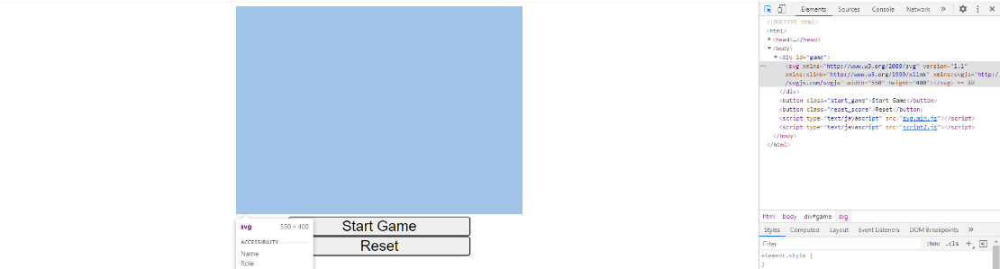 Elements Sources Console Network »
<!DOCTYPE html>
<html>
<head>…</head>
<body>
<div id="game">
<svg xmlns="http://www.w3.org/2000/svg" version="1.1"
xmlns:xlink="http://www.w3.org/1999/xlink" xmlns:svgjs="http:/
/svgjs.com/svgjs" width="550" height="400"></svg> == $0
</div>
<button class="start_game">Start Game</button>
<button class="reset_score">Reset</button>
<script type="text/javascript" src="svg.min.js"></script>
<script type="text/javascript" src="script2.js"></script>
</body>
</html>
svg 550 × 400
ACCESSIBILITY
Name
Role
Start Game
Reset
html body div#game svg
Styles Computed Layout Event Listeners DOM Breakpoints »
Filter :hov .cls +
element.style {
}